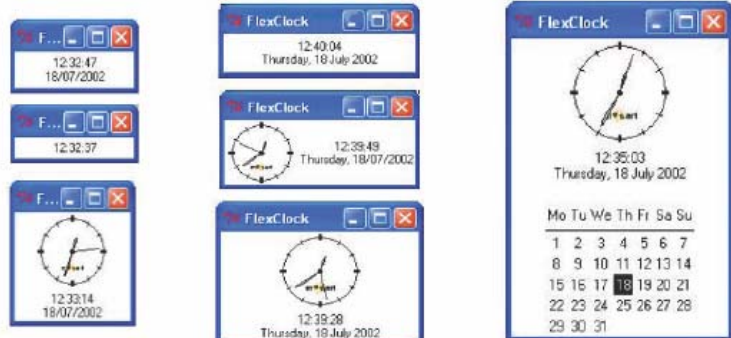 F...
12:32:47
18/07/2002
F...
12:32:37
F...
12:33:14
18/07/2002
FlexClock
12:40:04
Thursday, 18 July 2002
FlexClock
12:39:49
Thursday, 18/07/2002
FlexClock
12:39:28
Thursday, 18 July 2002
FlexClock
12:35:03
Thursday, 18 July 2002
Mo Tu We Th Fr Sa Su
1 2 3 4 5 6 7
8 9 10 11 12 13 14
15 16 17 18 19 20 21
22 23 24 25 26 27 28
29 30 31